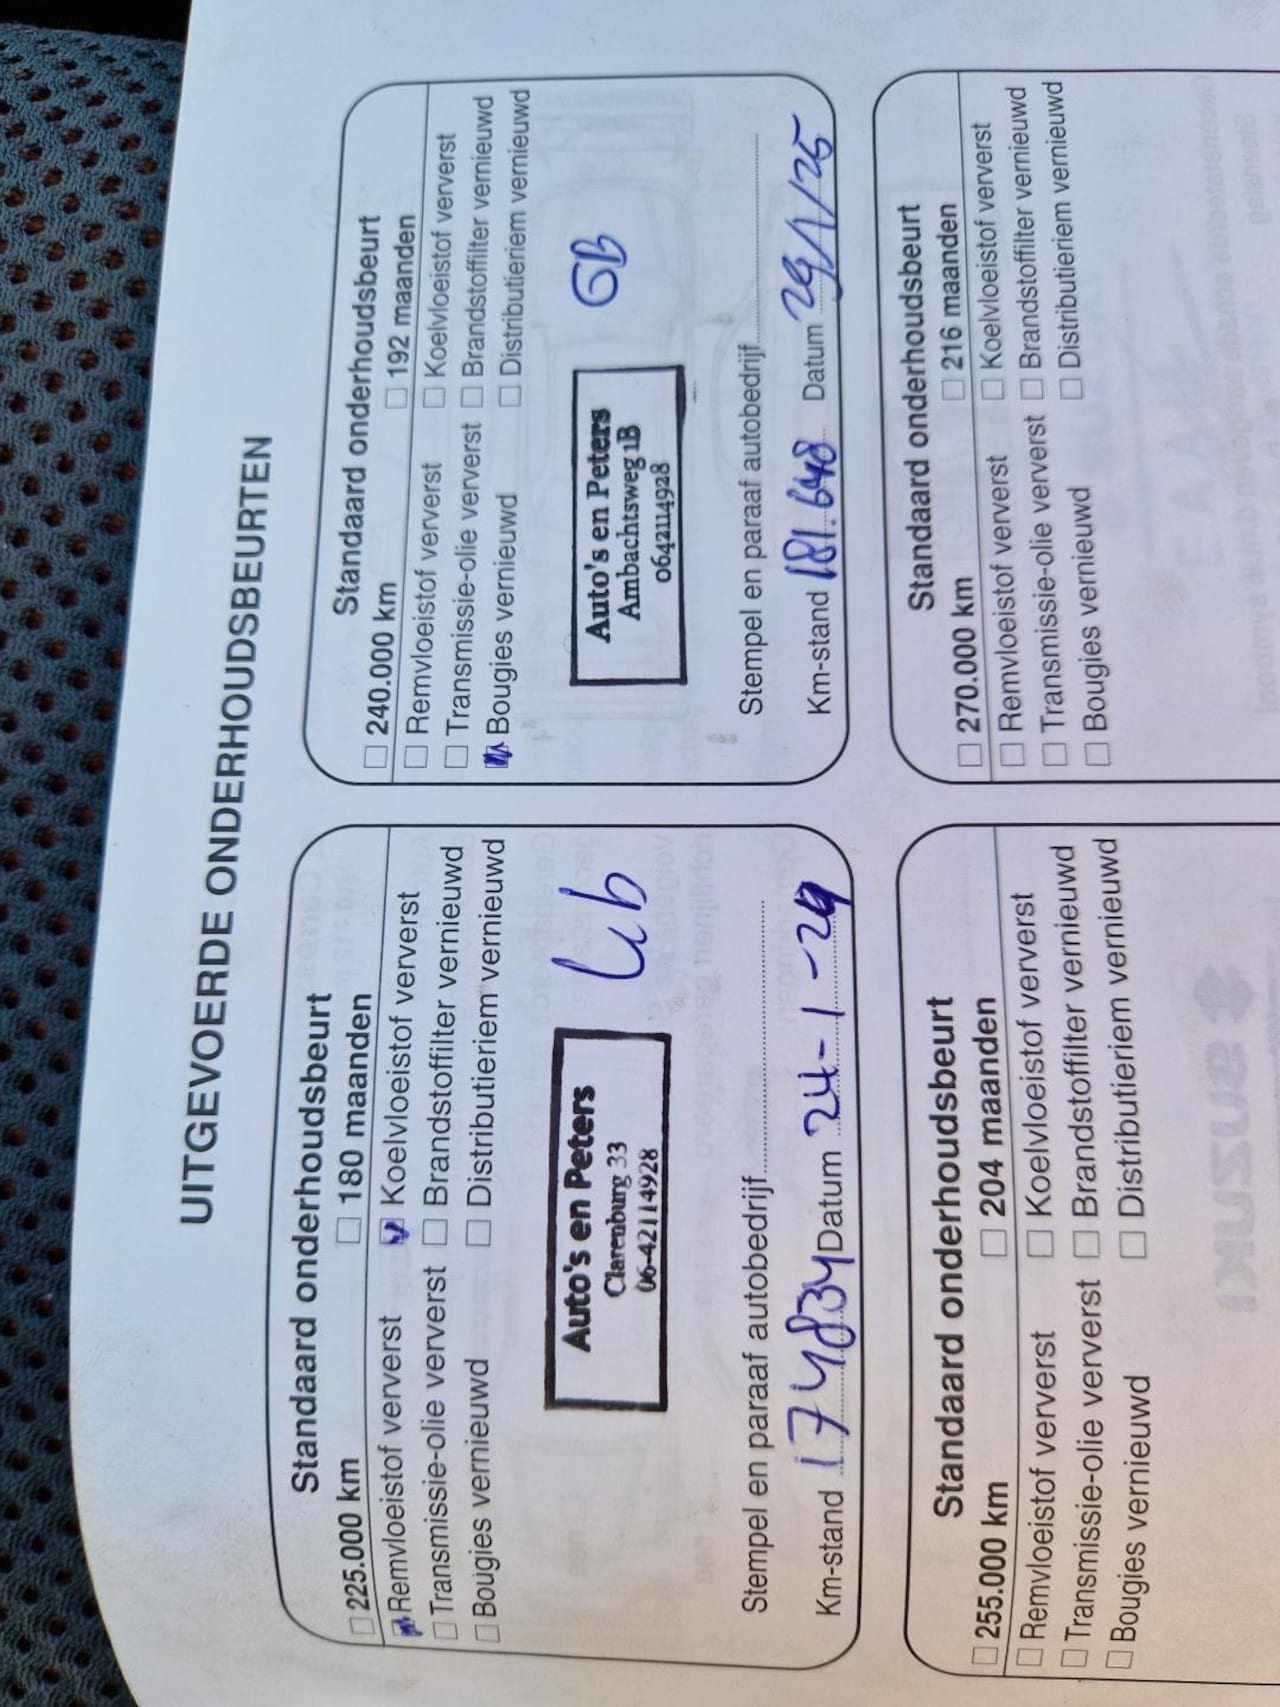 UITGEVOERDE ONDERHOUDSBEURTEN
Standaard onderhoudsbeurt
225.000 km 180 maanden
Remvloeistof ververst Koelvloeistof ververst
Transmissie-olie ververst Brandstoffilter vernieuwd
Bougies vernieuwd Distributieriem vernieuwd
Auto's en Peters
Clarenburg 33
06-42114928
Stempel en paraaf autobedrijf
Km-stand 174834 Datum 24-1-24
Standaard onderhoudsbeurt
240.000 km 192 maanden
Remvloeistof ververst Koelvloeistof ververst
Transmissie-olie ververst Brandstoffilter vernieuwd
Bougies vernieuwd Distributieriem vernieuwd
Auto's en Peters
Ambachtsweg 1B
0642114928
GB
Stempel en paraaf autobedrijf
Km-stand 181.648 Datum 29/1/25
Standaard onderhoudsbeurt
255.000 km 204 maanden
Remvloeistof ververst Koelvloeistof ververst
Transmissie-olie ververst Brandstoffilter vernieuwd
Bougies vernieuwd Distributieriem vernieuwd
Standaard onderhoudsbeurt
270.000 km 216 maanden
Remvloeistof ververst Koelvloeistof ververst
Transmissie-olie ververst Brandstoffilter vernieuwd
Bougies vernieuwd Distributieriem vernieuwd